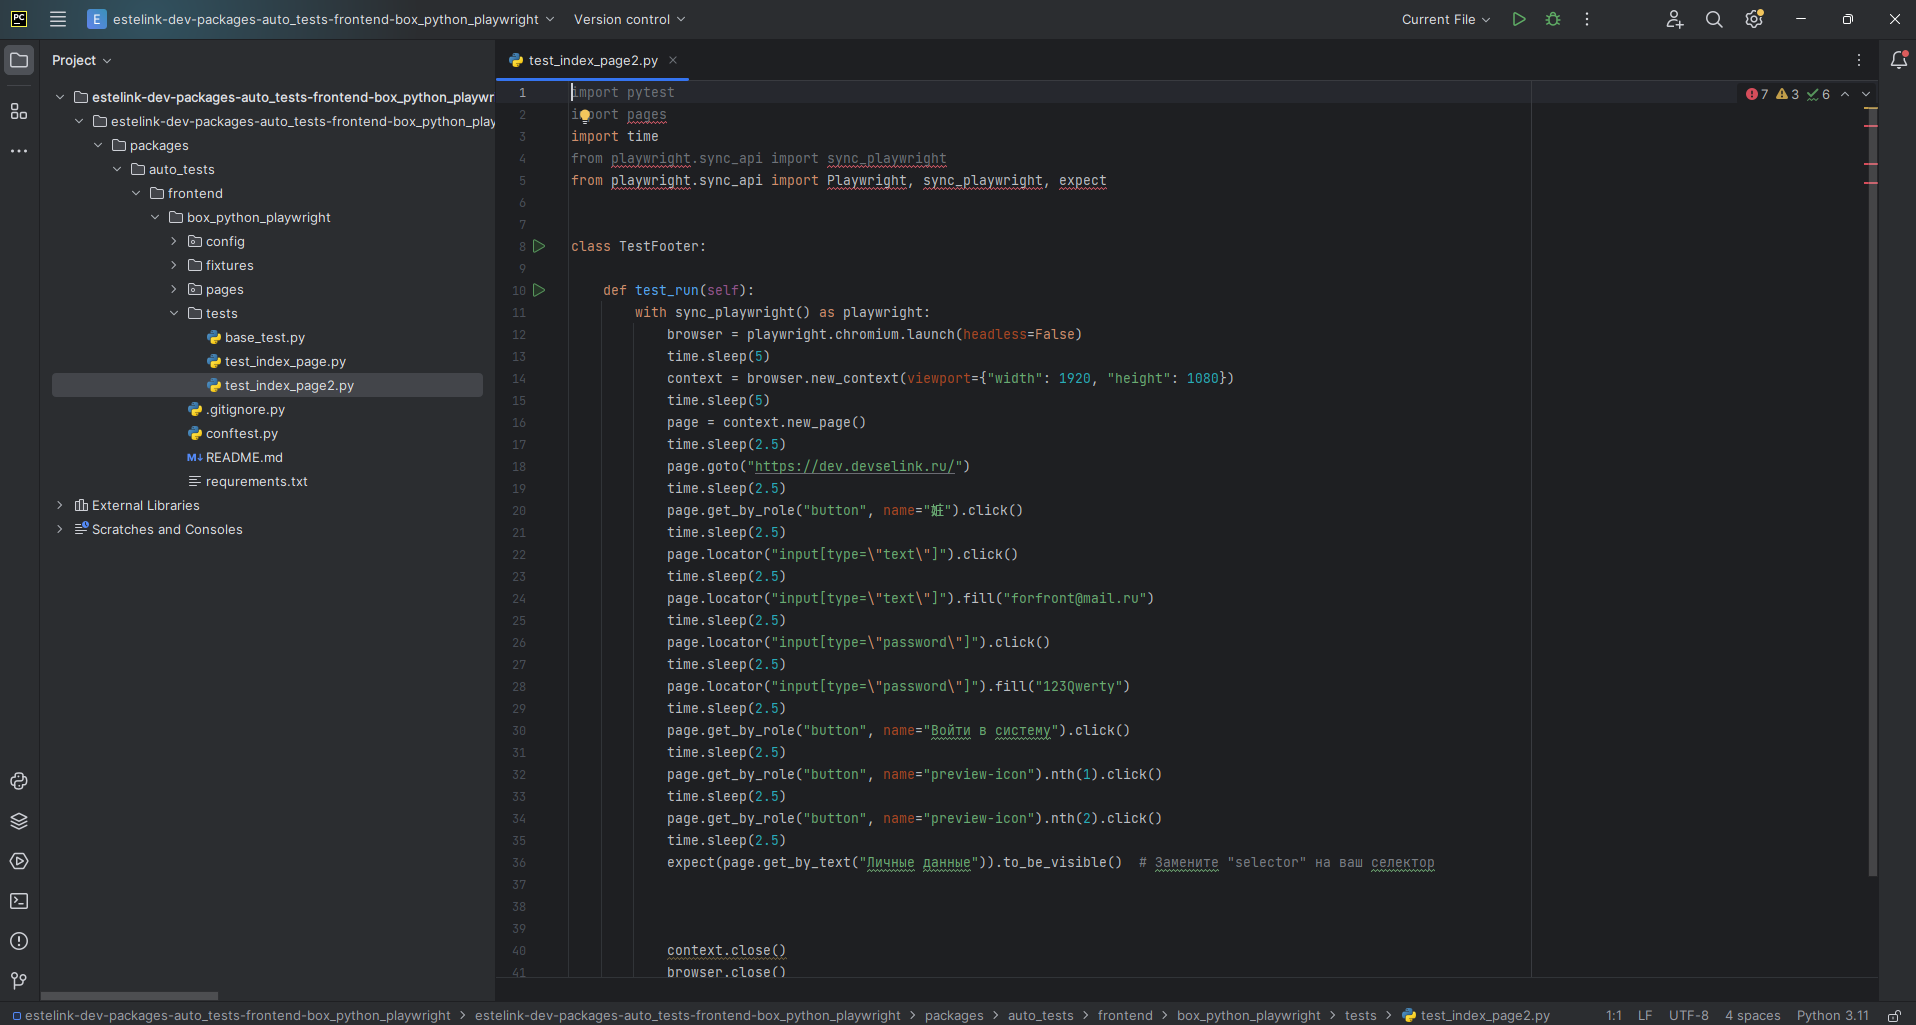 PC
E estelink-dev-packages-auto_tests-frontend-box_python_playwright
Version control
Current File
Project
estelink-dev-packages-auto_tests-frontend-box_python_playwr
estelink-dev-packages-auto_tests-frontend-box_python_play
packages
auto_tests
frontend
box_python_playwright
config
fixtures
pages
tests
base_test.py
test_index_page.py
test_index_page2.py
.gitignore.py
conftest.py
README.md
requrements.txt
External Libraries
Scratches and Consoles
test_index_page2.py
7 3 6
1 import pytest
2 import pages
3 import time
4 from playwright.sync_api import sync_playwright
5 from playwright.sync_api import Playwright, sync_playwright, expect
6
7
8 class TestFooter:
9
10 def test_run(self):
11 with sync_playwright() as playwright:
12 browser = playwright.chromium.launch(headless=False)
13 time.sleep(5)
14 context = browser.new_context(viewport={"width": 1920, "height": 1080})
15 time.sleep(5)
16 page = context.new_page()
17 time.sleep(2.5)
18 page.goto("https://dev.devselink.ru/")
19 time.sleep(2.5)
20 page.get_by_role("button", name="").click()
21 time.sleep(2.5)
22 page.locator("input[type=\"text\"]").click()
23 time.sleep(2.5)
24 page.locator("input[type=\"text\"]").fill("forfront@mail.ru")
25 time.sleep(2.5)
26 page.locator("input[type=\"password\"]").click()
27 time.sleep(2.5)
28 page.locator("input[type=\"password\"]").fill("123Qwerty")
29 time.sleep(2.5)
30 page.get_by_role("button", name="Войти в систему").click()
31 time.sleep(2.5)
32 page.get_by_role("button", name="preview-icon").nth(1).click()
33 time.sleep(2.5)
34 page.get_by_role("button", name="preview-icon").nth(2).click()
35 time.sleep(2.5)
36 expect(page.get_by_text("Личные данные")).to_be_visible() # Замените "selector" на ваш селектор
37
38
39
40 context.close()
41 browser.close()
estelink-dev-packages-auto_tests-frontend-box_python_playwright > estelink-dev-packages-auto_tests-frontend-box_python_playwright > packages > auto_tests > frontend > box_python_playwright > tests > test_index_page2.py
1:1 LF UTF-8 4 spaces Python 3.11